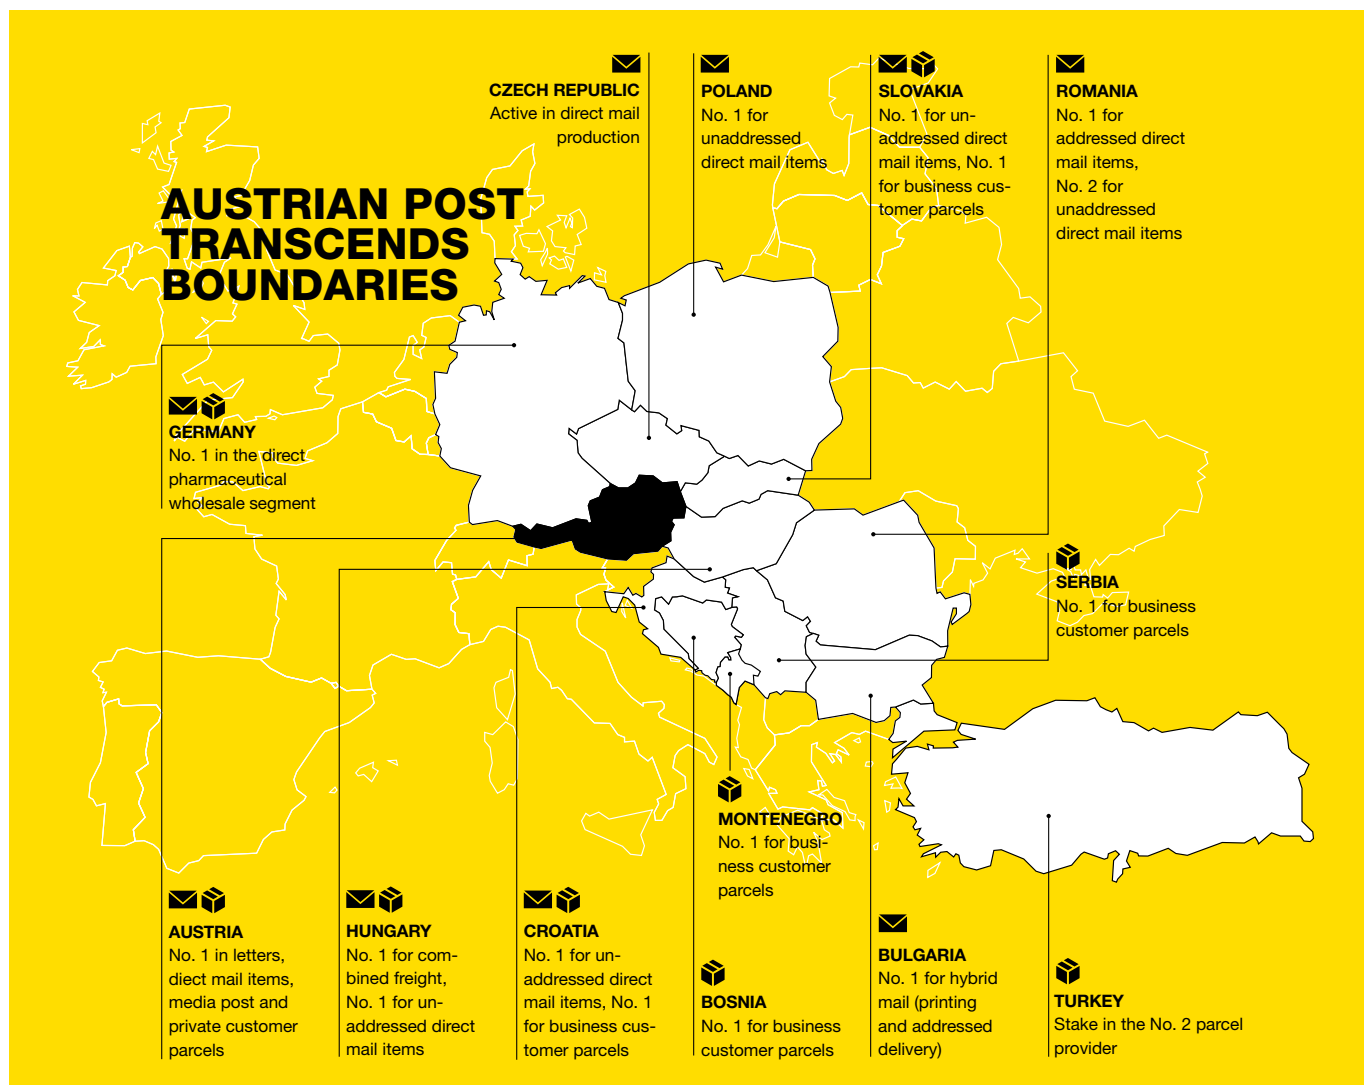 CZECH REPUBLIC
Active in direct mail
production
POLAND
No. 1 for
unaddressed
direct mail items
SLOVAKIA
No. 1 for un-
addressed direct
mail items, No. 1
for business cus-
tomer parcels
ROMANIA
No. 1 for
addressed direct
mail items,
No. 2 for
unaddressed
direct mail items
AUSTRIAN POST
TRANSCENDS
BOUNDARIES
GERMANY
No. 1 in the direct
pharmaceutical
wholesale segment
SERBIA
No. 1 for business
customer parcels
MONTENEGRO
No. 1 for busi-
ness customer
parcels
AUSTRIA
No. 1 in letters,
diect mail items,
media post and
private customer
parcels
HUNGARY
No. 1 for com-
bined freight,
No. 1 for un-
addressed direct
mail items
CROATIA
No. 1 for un-
addressed direct
mail items, No. 1
for business cus-
tomer parcels
BOSNIA
No. 1 for business
customer parcels
BULGARIA
No. 1 for hybrid
mail (printing
and addressed
delivery)
TURKEY
Stake in the No. 2 parcel
provider